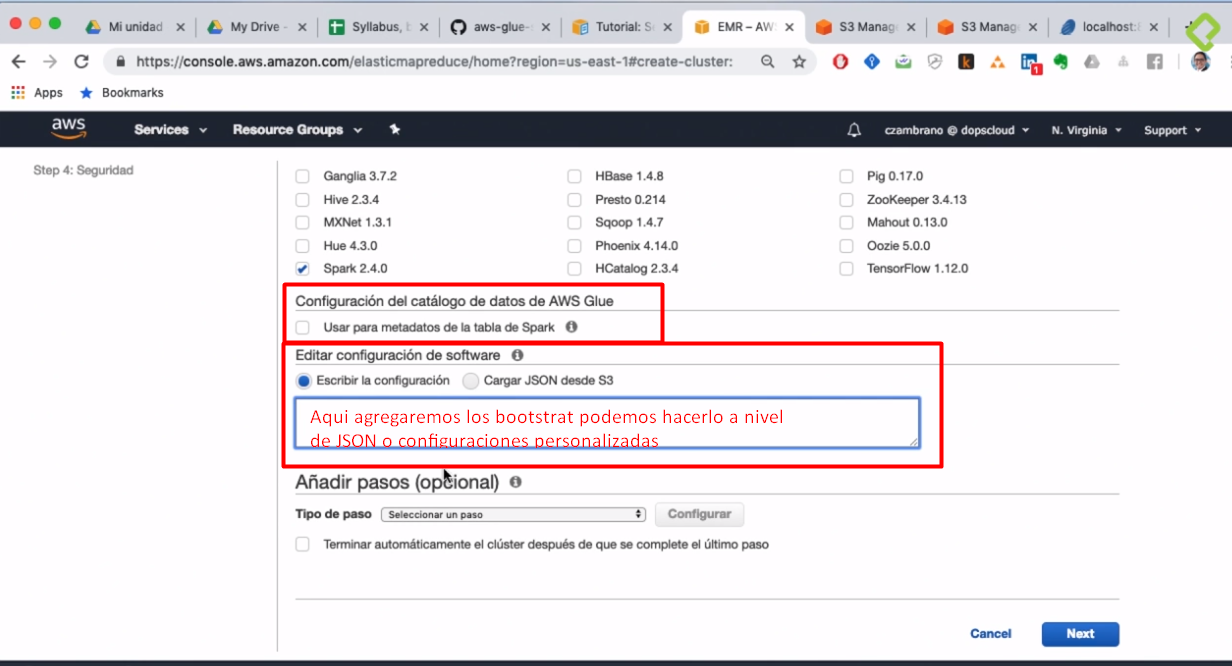 Mi unidad
My Drive -
Syllabus, b
aws-glue-
Tutorial: Se
EMR – AWS
S3 Manage
S3 Manage
localhost:
https://console.aws.amazon.com/elasticmapreduce/home?region=us-east-1#create-cluster:
1
Apps
Bookmarks
aws
Services
Resource Groups
czambrano @ dopscloud
N. Virginia
Support
Step 4: Seguridad
Ganglia 3.7.2
HBase 1.4.8
Pig 0.17.0
Hive 2.3.4
Presto 0.214
ZooKeeper 3.4.13
MXNet 1.3.1
Sqoop 1.4.7
Mahout 0.13.0
Hue 4.3.0
Phoenix 4.14.0
Oozie 5.0.0
Spark 2.4.0
HCatalog 2.3.4
TensorFlow 1.12.0
Configuración del catálogo de datos de AWS Glue
Usar para metadatos de la tabla de Spark
Editar configuración de software
Escribir la configuración
Cargar JSON desde S3
Aqui agregaremos los bootstrat podemos hacerlo a nivel
de JSON o configuraciones personalizadas
Añadir pasos (opcional)
Tipo de paso
Seleccionar un paso
Configurar
Terminar automáticamente el clúster después de que se complete el último paso
Cancel
Next